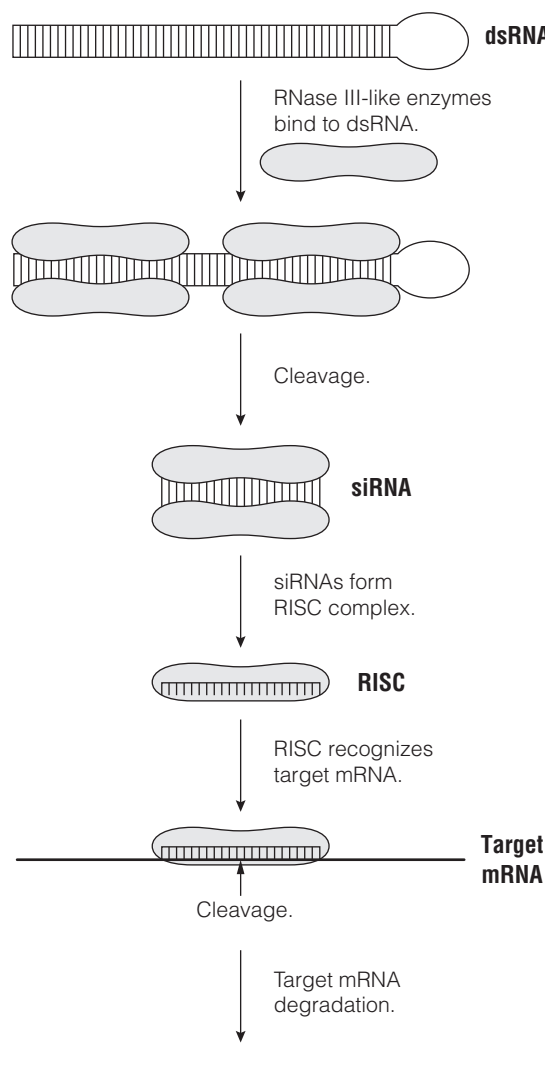 dsRNA
RNase III-like enzymes
bind to dsRNA.
Cleavage.
siRNA
siRNAs form
RISC complex.
RISC
RISC recognizes
target mRNA.
Target
mRNA
Cleavage.
Target mRNA
degradation.